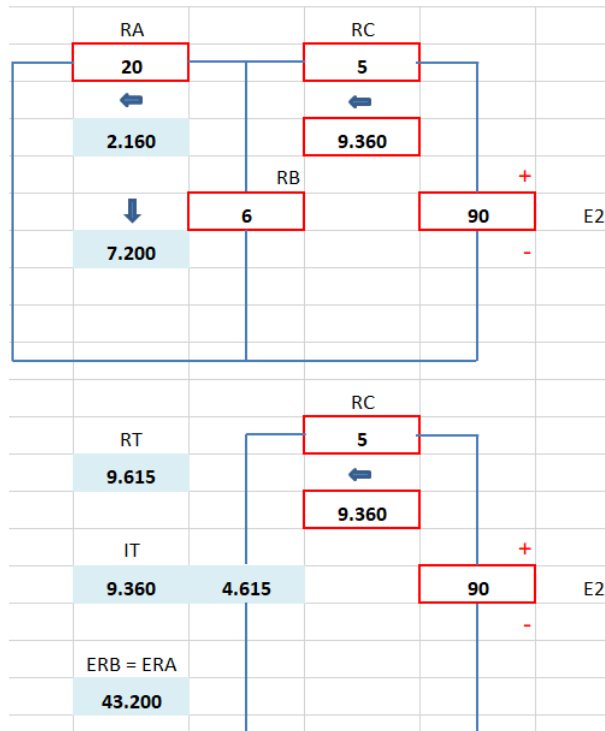 RA RC
20 5
2.160 9.360
RB +
6 90 E2
7.200 -
RC
RT 5
9.615
9.360
IT +
9.360 4.615 90 E2
-
ERB = ERA
43.200